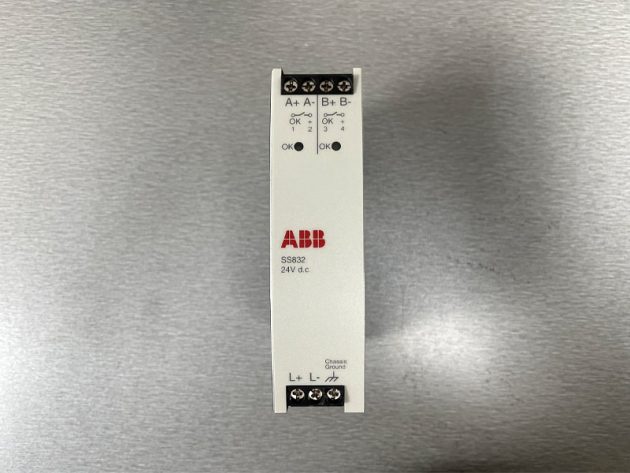 A+ A- B+ B-
OK + OK +
1 2 3 4
OK OK
ABB
SS832
24V d.c.
Chassis
Ground
L+ L-